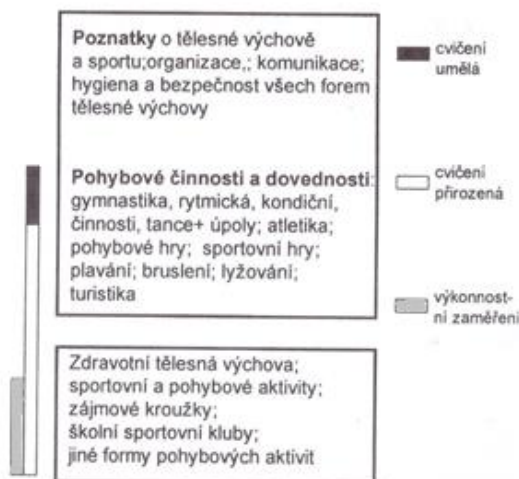 Poznatky o tělesné výchově
a sportu;organizace,; komunikace;
hygiena a bezpečnost všech forem
tělesné výchovy
Pohybové činnosti a dovednosti:
gymnastika, rytmická, kondiční,
činnosti, tance+ úpoly; atletika;
pohybové hry; sportovní hry;
plavání; bruslení; lyžování;
turistika
Zdravotní tělesná výchova;
sportovní a pohybové aktivity;
zájmové kroužky;
školní sportovní kluby;
jiné formy pohybových aktivit
cvičení
umělá
cvičení
přirozená
výkonnost-
ní zaměření